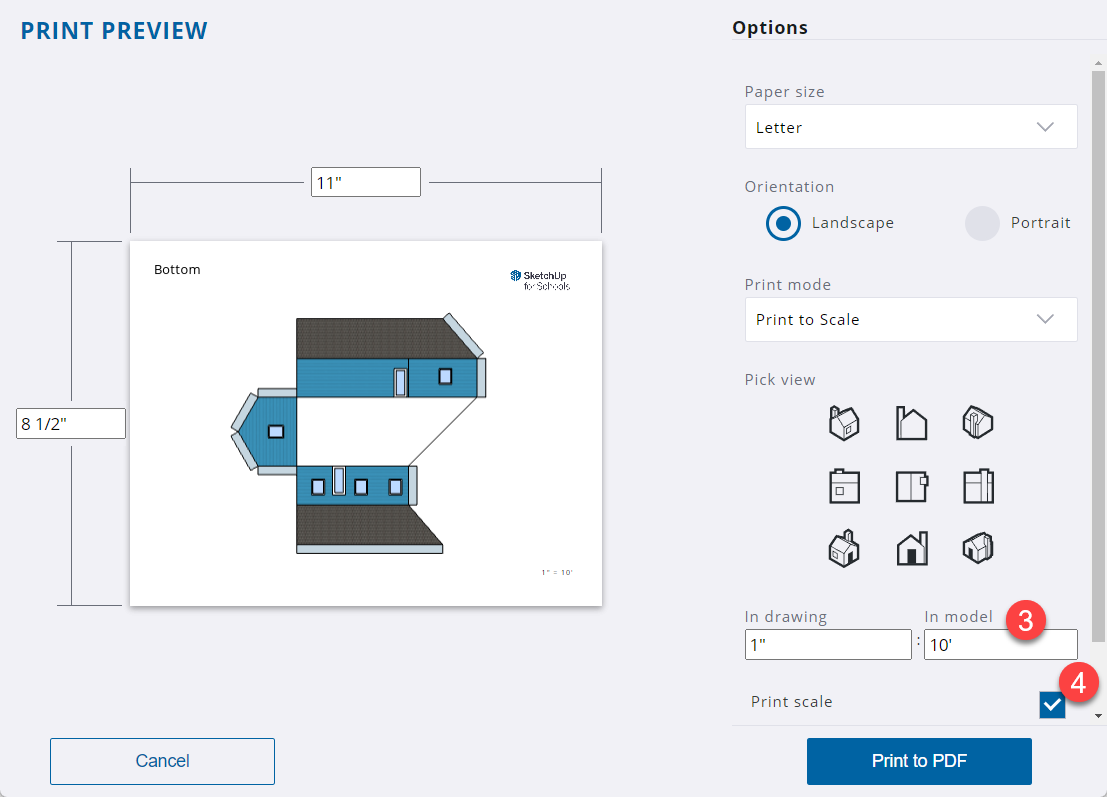 PRINT PREVIEW
Options
Paper size
Letter
Orientation
Landscape
Portrait
Print mode
Print to Scale
Pick view
In drawing
In model
3
1"
:
10'
Print scale
4
11"
8 1/2"
Bottom
SketchUp
for Schools
1" = 10'
Cancel
Print to PDF